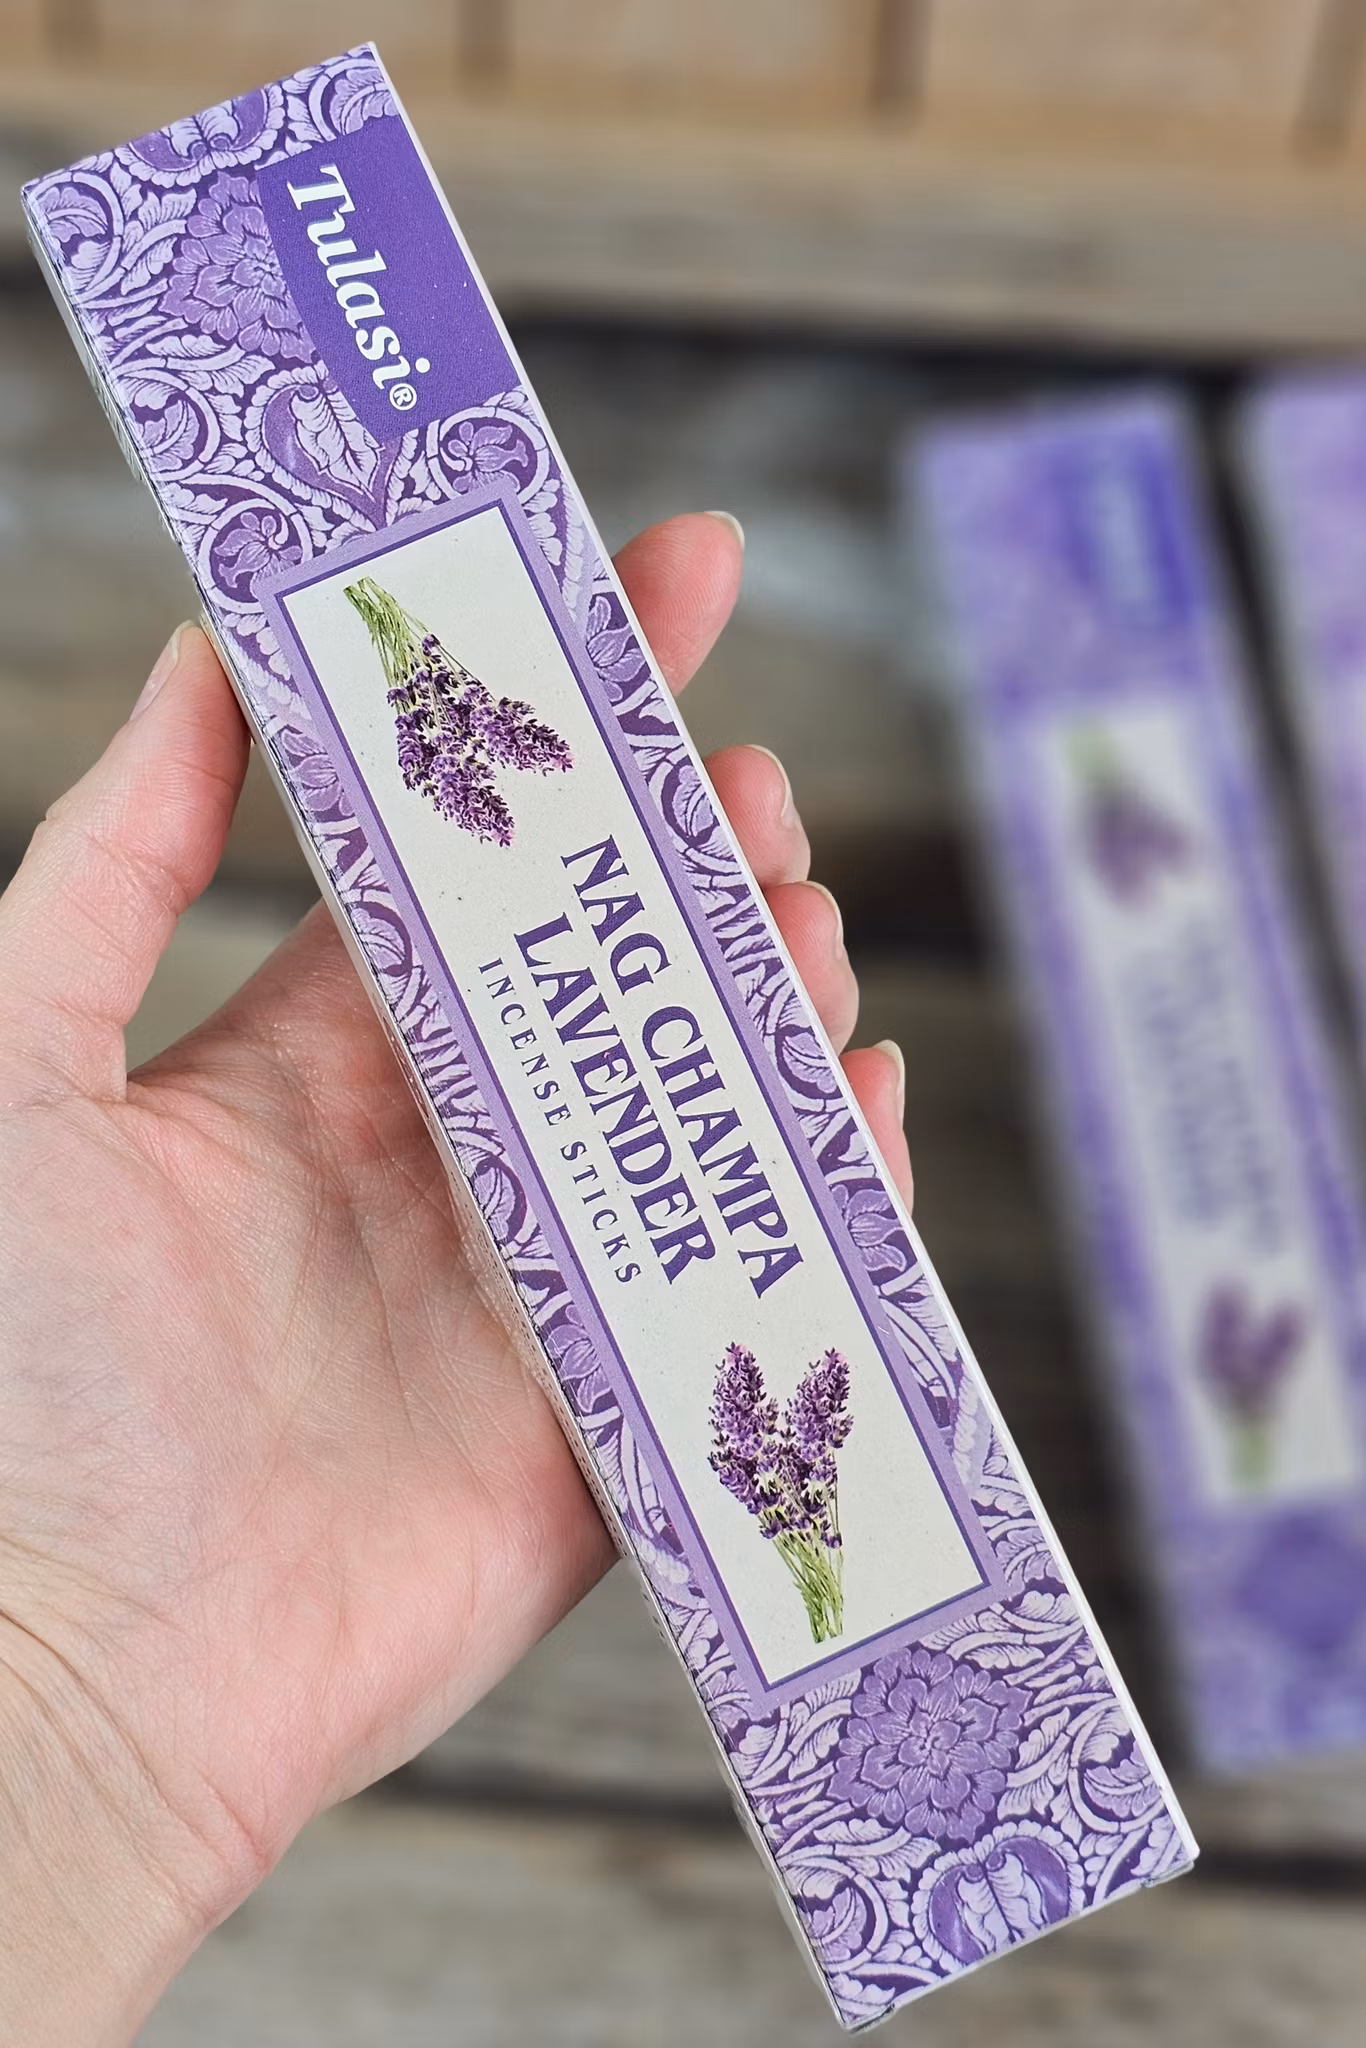 Tulasi®
NAG CHAMPA
LAVENDER
INCENSE STICKS